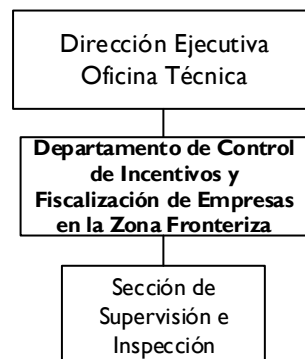 Dirección Ejecutiva
Oficina Técnica
Departamento de Control
de Incentivos y
Fiscalización de Empresas
en la Zona Fronteriza
Sección de
Supervisión e
Inspección